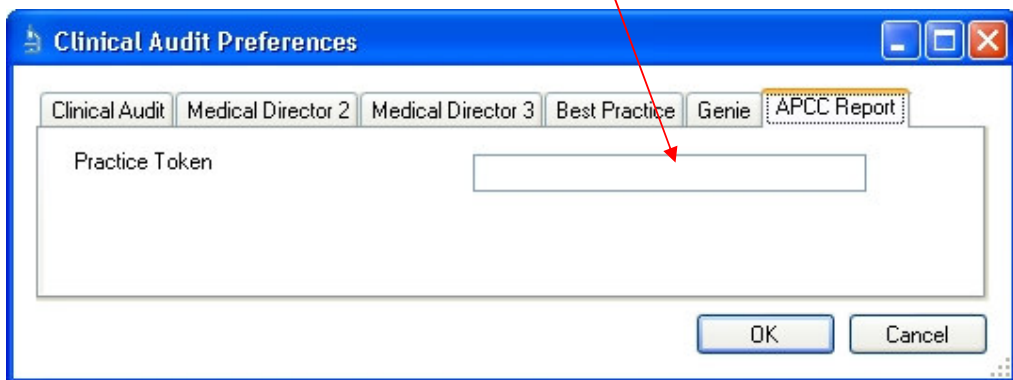 Clinical Audit Preferences
Clinical Audit Medical Director 2 Medical Director 3 Best Practice Genie APCC Report
Practice Token
OK Cancel